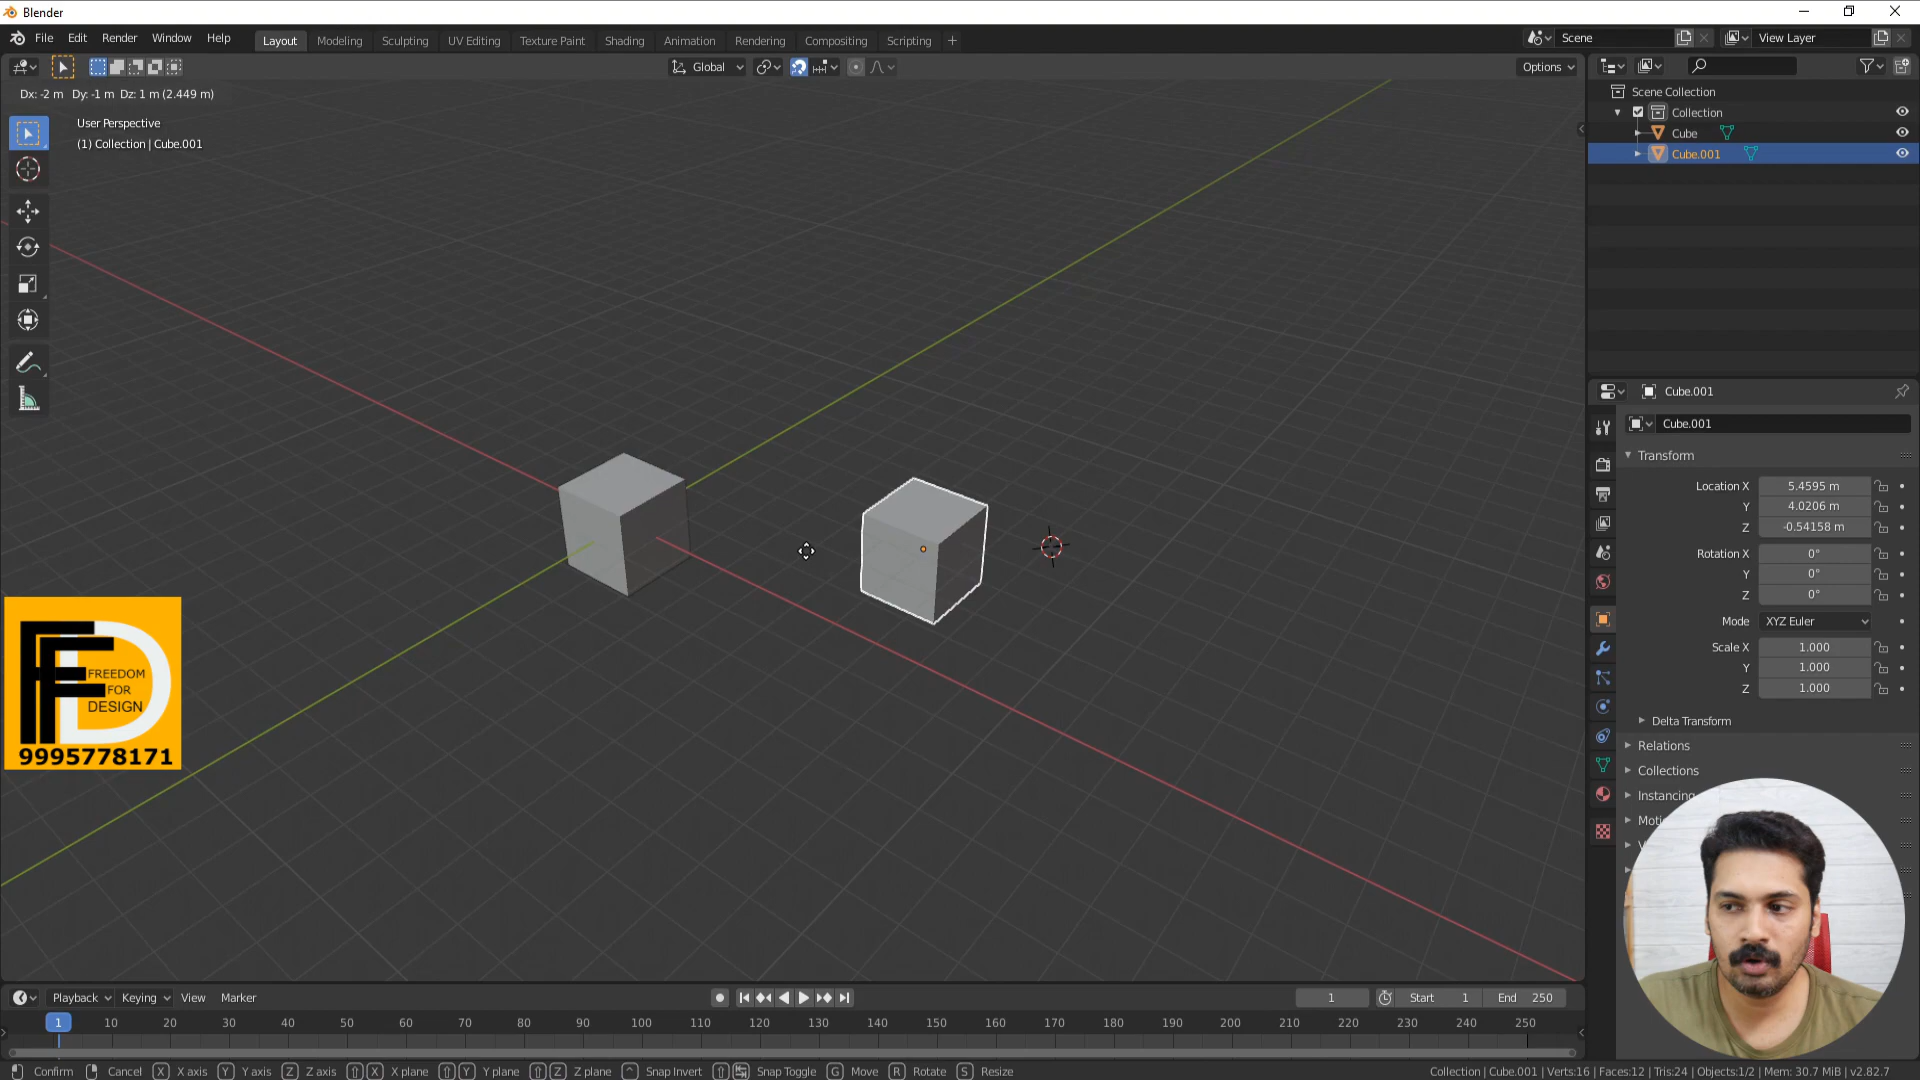 Blender
File Edit Render Window Help Layout Modeling Sculpting UV Editing Texture Paint Shading Animation Rendering Compositing Scripting + Scene View Layer
Global Options
Dx: -2 m Dy: -1 m Dz: 1 m (2.449 m)
User Perspective
(1) Collection | Cube.001
Scene Collection
Collection
Cube
Cube.001
Cube.001
Cube.001
Transform
Location X 5.4595 m
Y 4.0206 m
Z -0.54158 m
Rotation X 0°
Y 0°
Z 0°
Mode XYZ Euler
Scale X 1.000
Y 1.000
Z 1.000
Delta Transform
Relations
Collections
Instancing
Moti
FREEDOM
FOR
DESIGN
9995778171
Playback Keying View Marker 1 Start 1 End 250
1 10 20 30 40 50 60 70 80 90 100 110 120 130 140 150 160 170 180 190 200 210 220 230 240 250
Confirm Cancel X X axis Y Y axis Z Z axis X X plane Y Y plane Z Z plane Snap Invert Snap Toggle G Move R Rotate S Resize Collection | Cube.001 | Verts:16 | Faces:12 | Tris:24 | Objects:1/2 | Mem: 30.7 MiB | v2.82.7